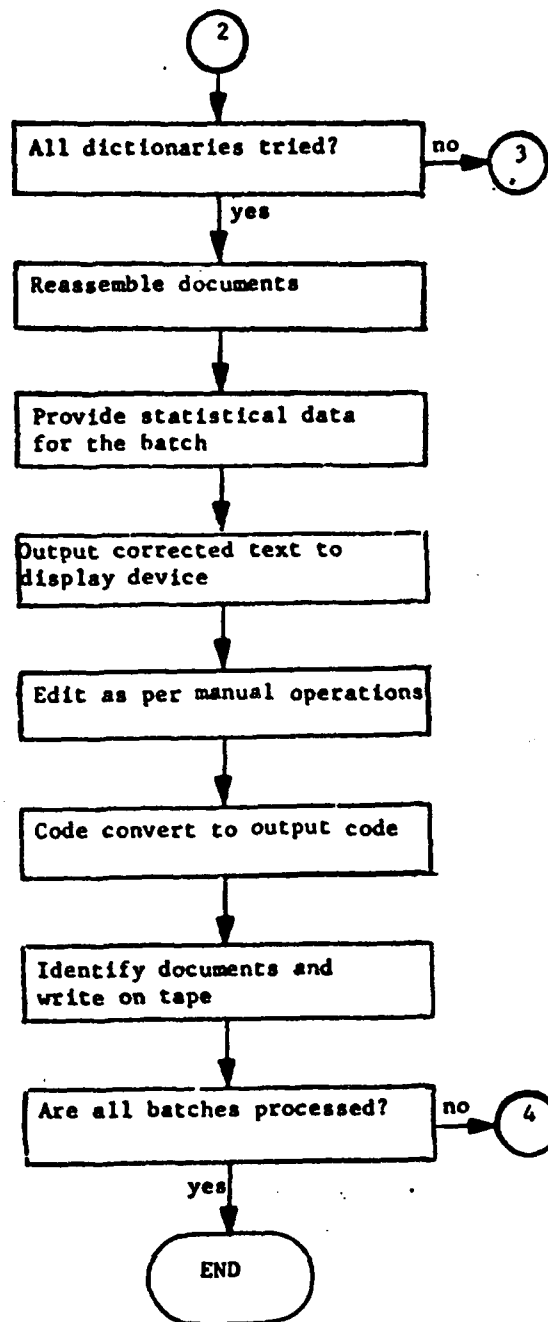 2
All dictionaries tried?
no
3
yes
Reassemble documents
Provide statistical data
for the batch
Output corrected text to
display device
Edit as per manual operations
Code convert to output code
Identify documents and
write on tape
Are all batches processed?
no
4
yes
END